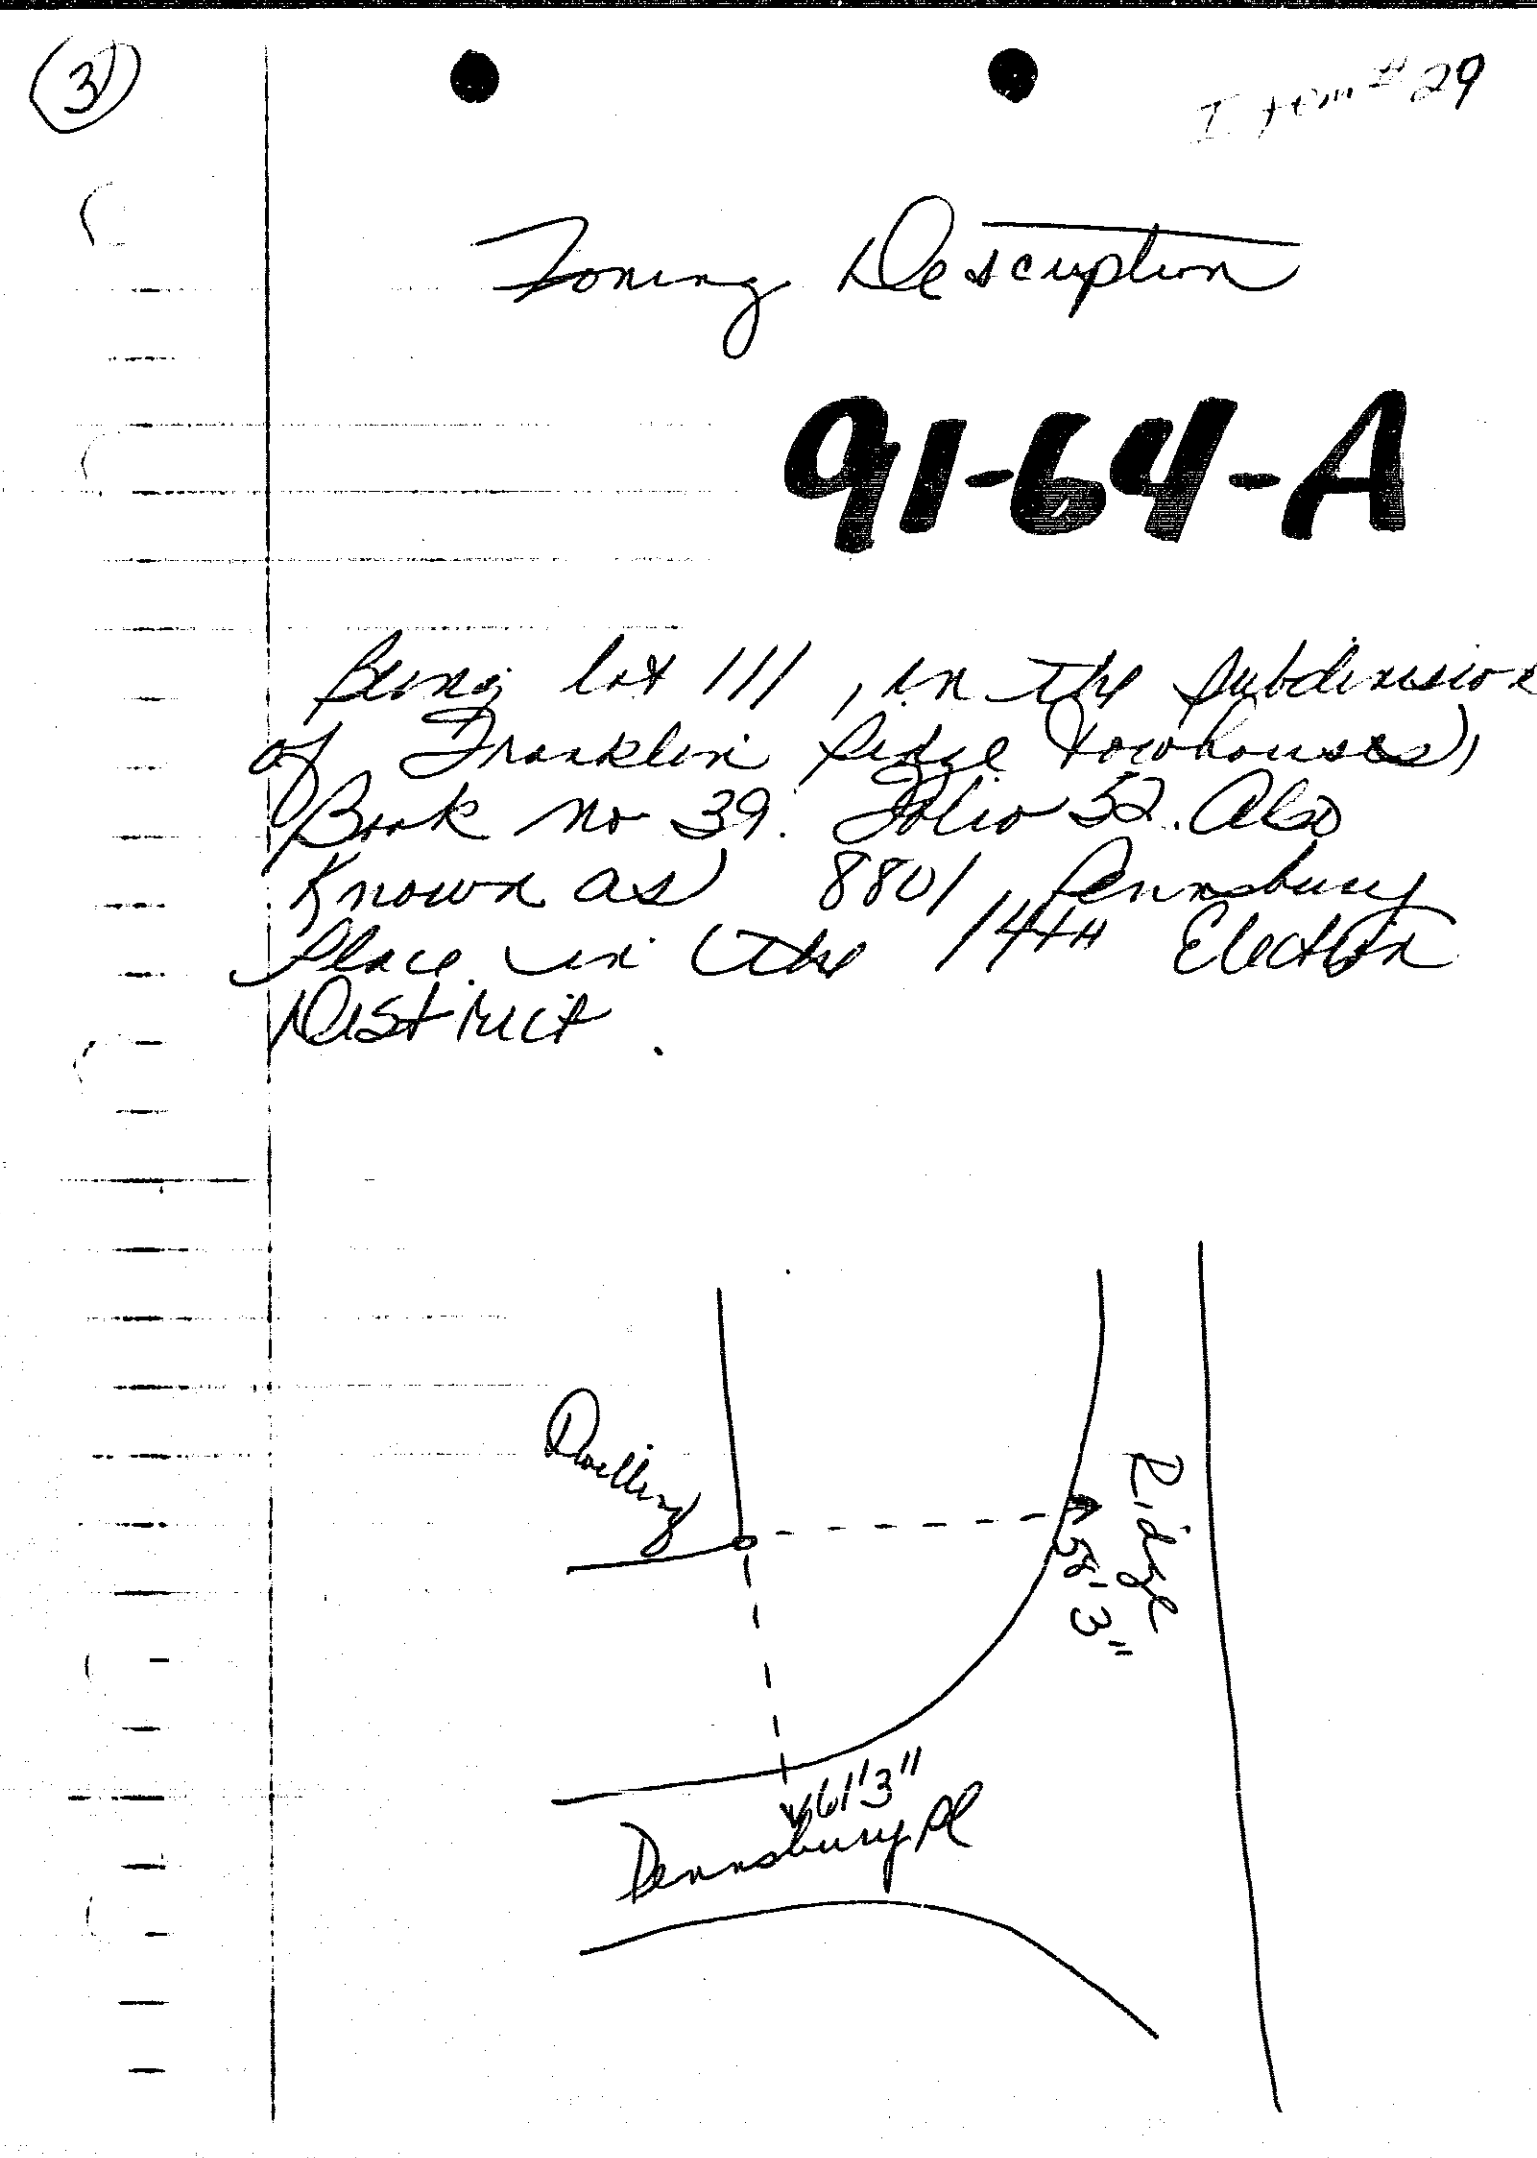 3
Item # 29
Zoning Description
91-64-A
Being lot 111, in the subdivision
of Franklin Ridge Towhouses,
Book no 39. Folio 52. Also
Known as 8801 Pennsbury
Place in the 14th Election
District.
Dwelling
Ridge
58'3"
61'3"
Pennsbury Pl